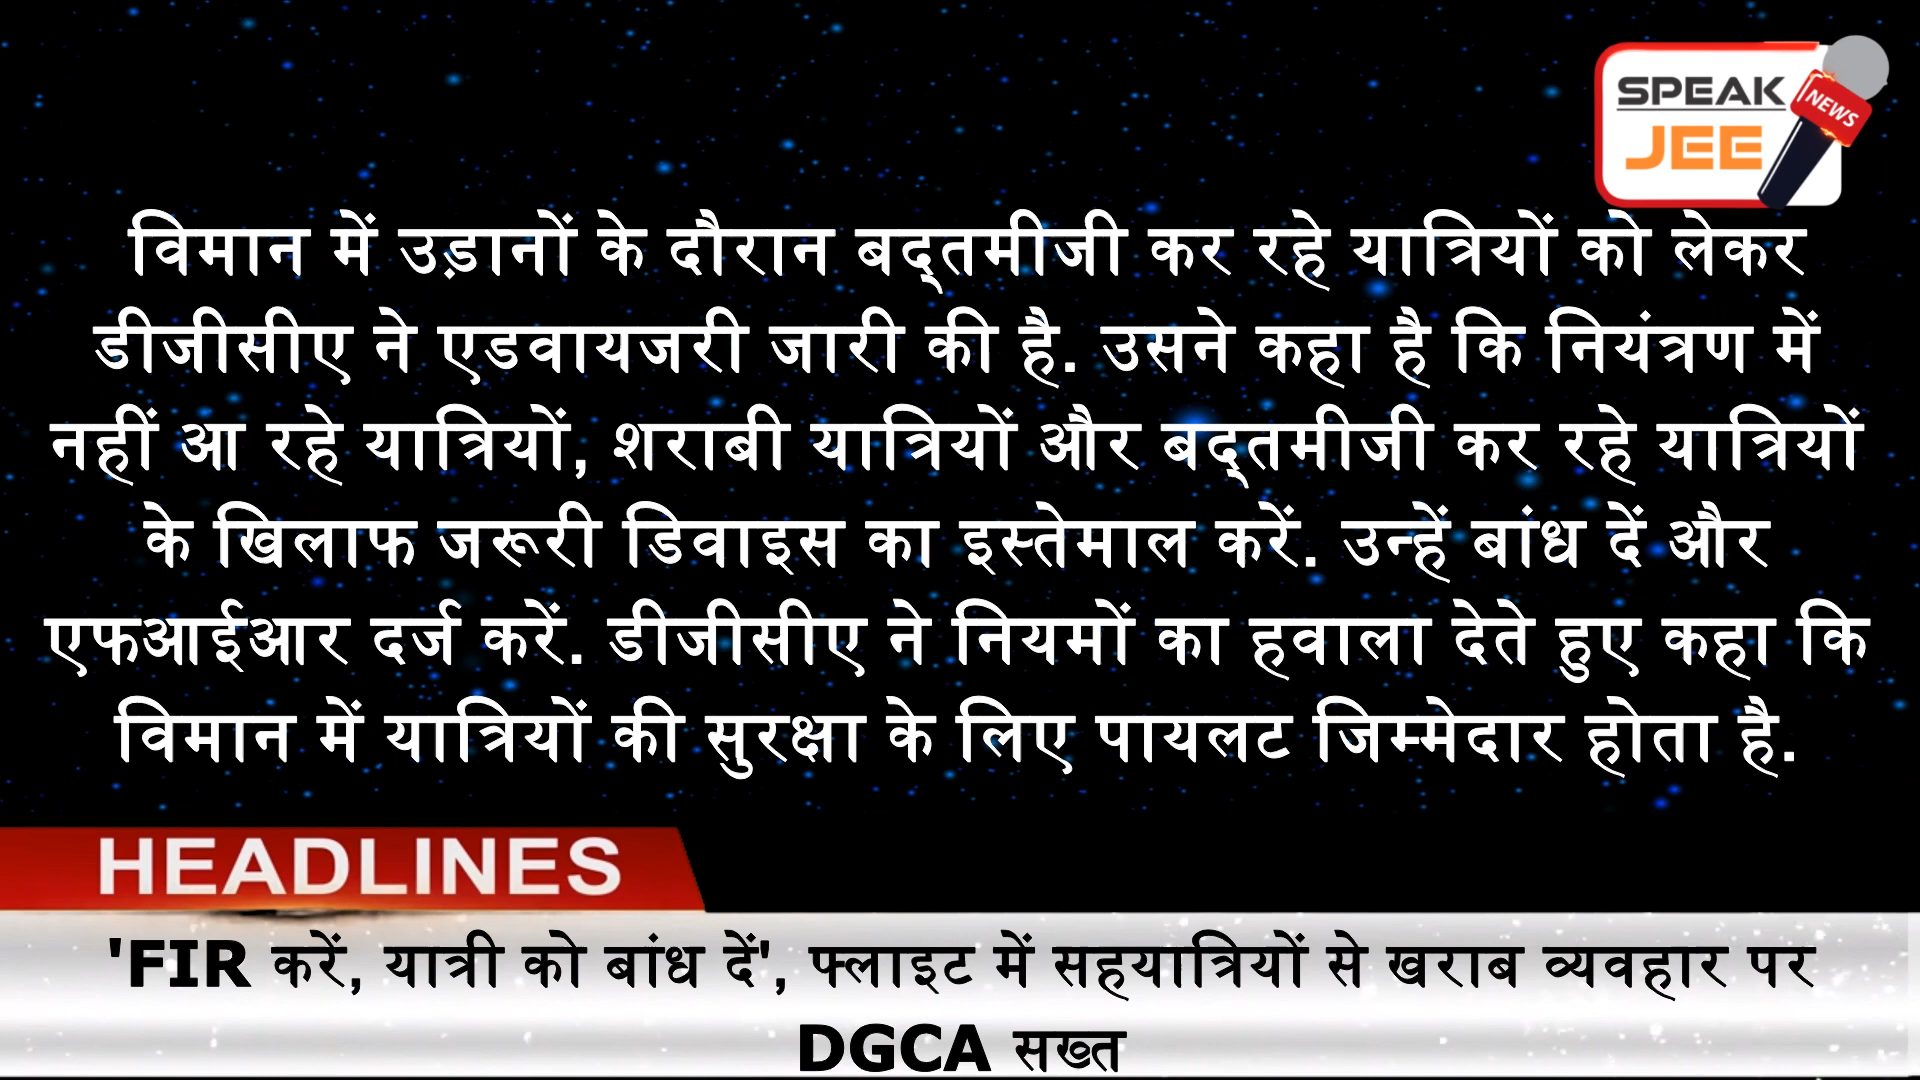 SPEAK
JEE
NEWS
विमान में उड़ानों के दौरान बद्तमीजी कर रहे यात्रियों को लेकर
डीजीसीए ने एडवायजरी जारी की है. उसने कहा है कि नियंत्रण में
नहीं आ रहे यात्रियों, शराबी यात्रियों और बद्तमीजी कर रहे यात्रियों
के खिलाफ जरूरी डिवाइस का इस्तेमाल करें. उन्हें बांध दें और
एफआईआर दर्ज करें. डीजीसीए ने नियमों का हवाला देते हुए कहा कि
विमान में यात्रियों की सुरक्षा के लिए पायलट जिम्मेदार होता है.
HEADLINES
'FIR करें, यात्री को बांध दें', फ्लाइट में सहयात्रियों से खराब व्यवहार पर
DGCA सख्त